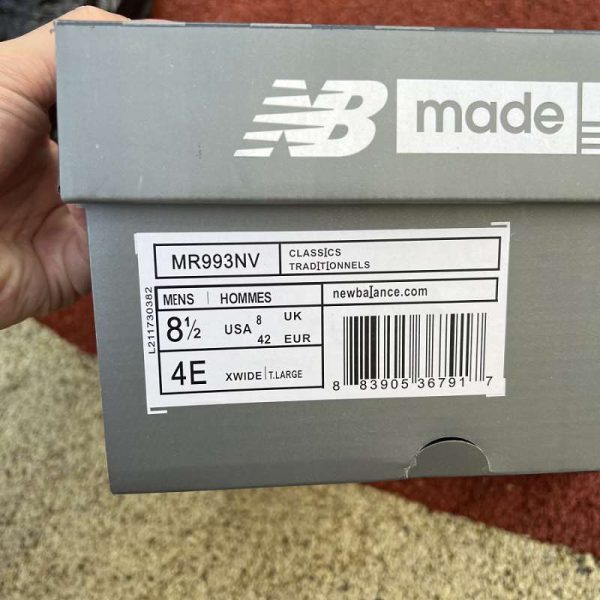 NB made
MR993NV
CLASSICS
TRADITIONNELS
MENS | HOMMES
newbalance.com
8½ USA 8 UK
42 EUR
4E XWIDE | T.LARGE
8 83905 36791 7
L211730382